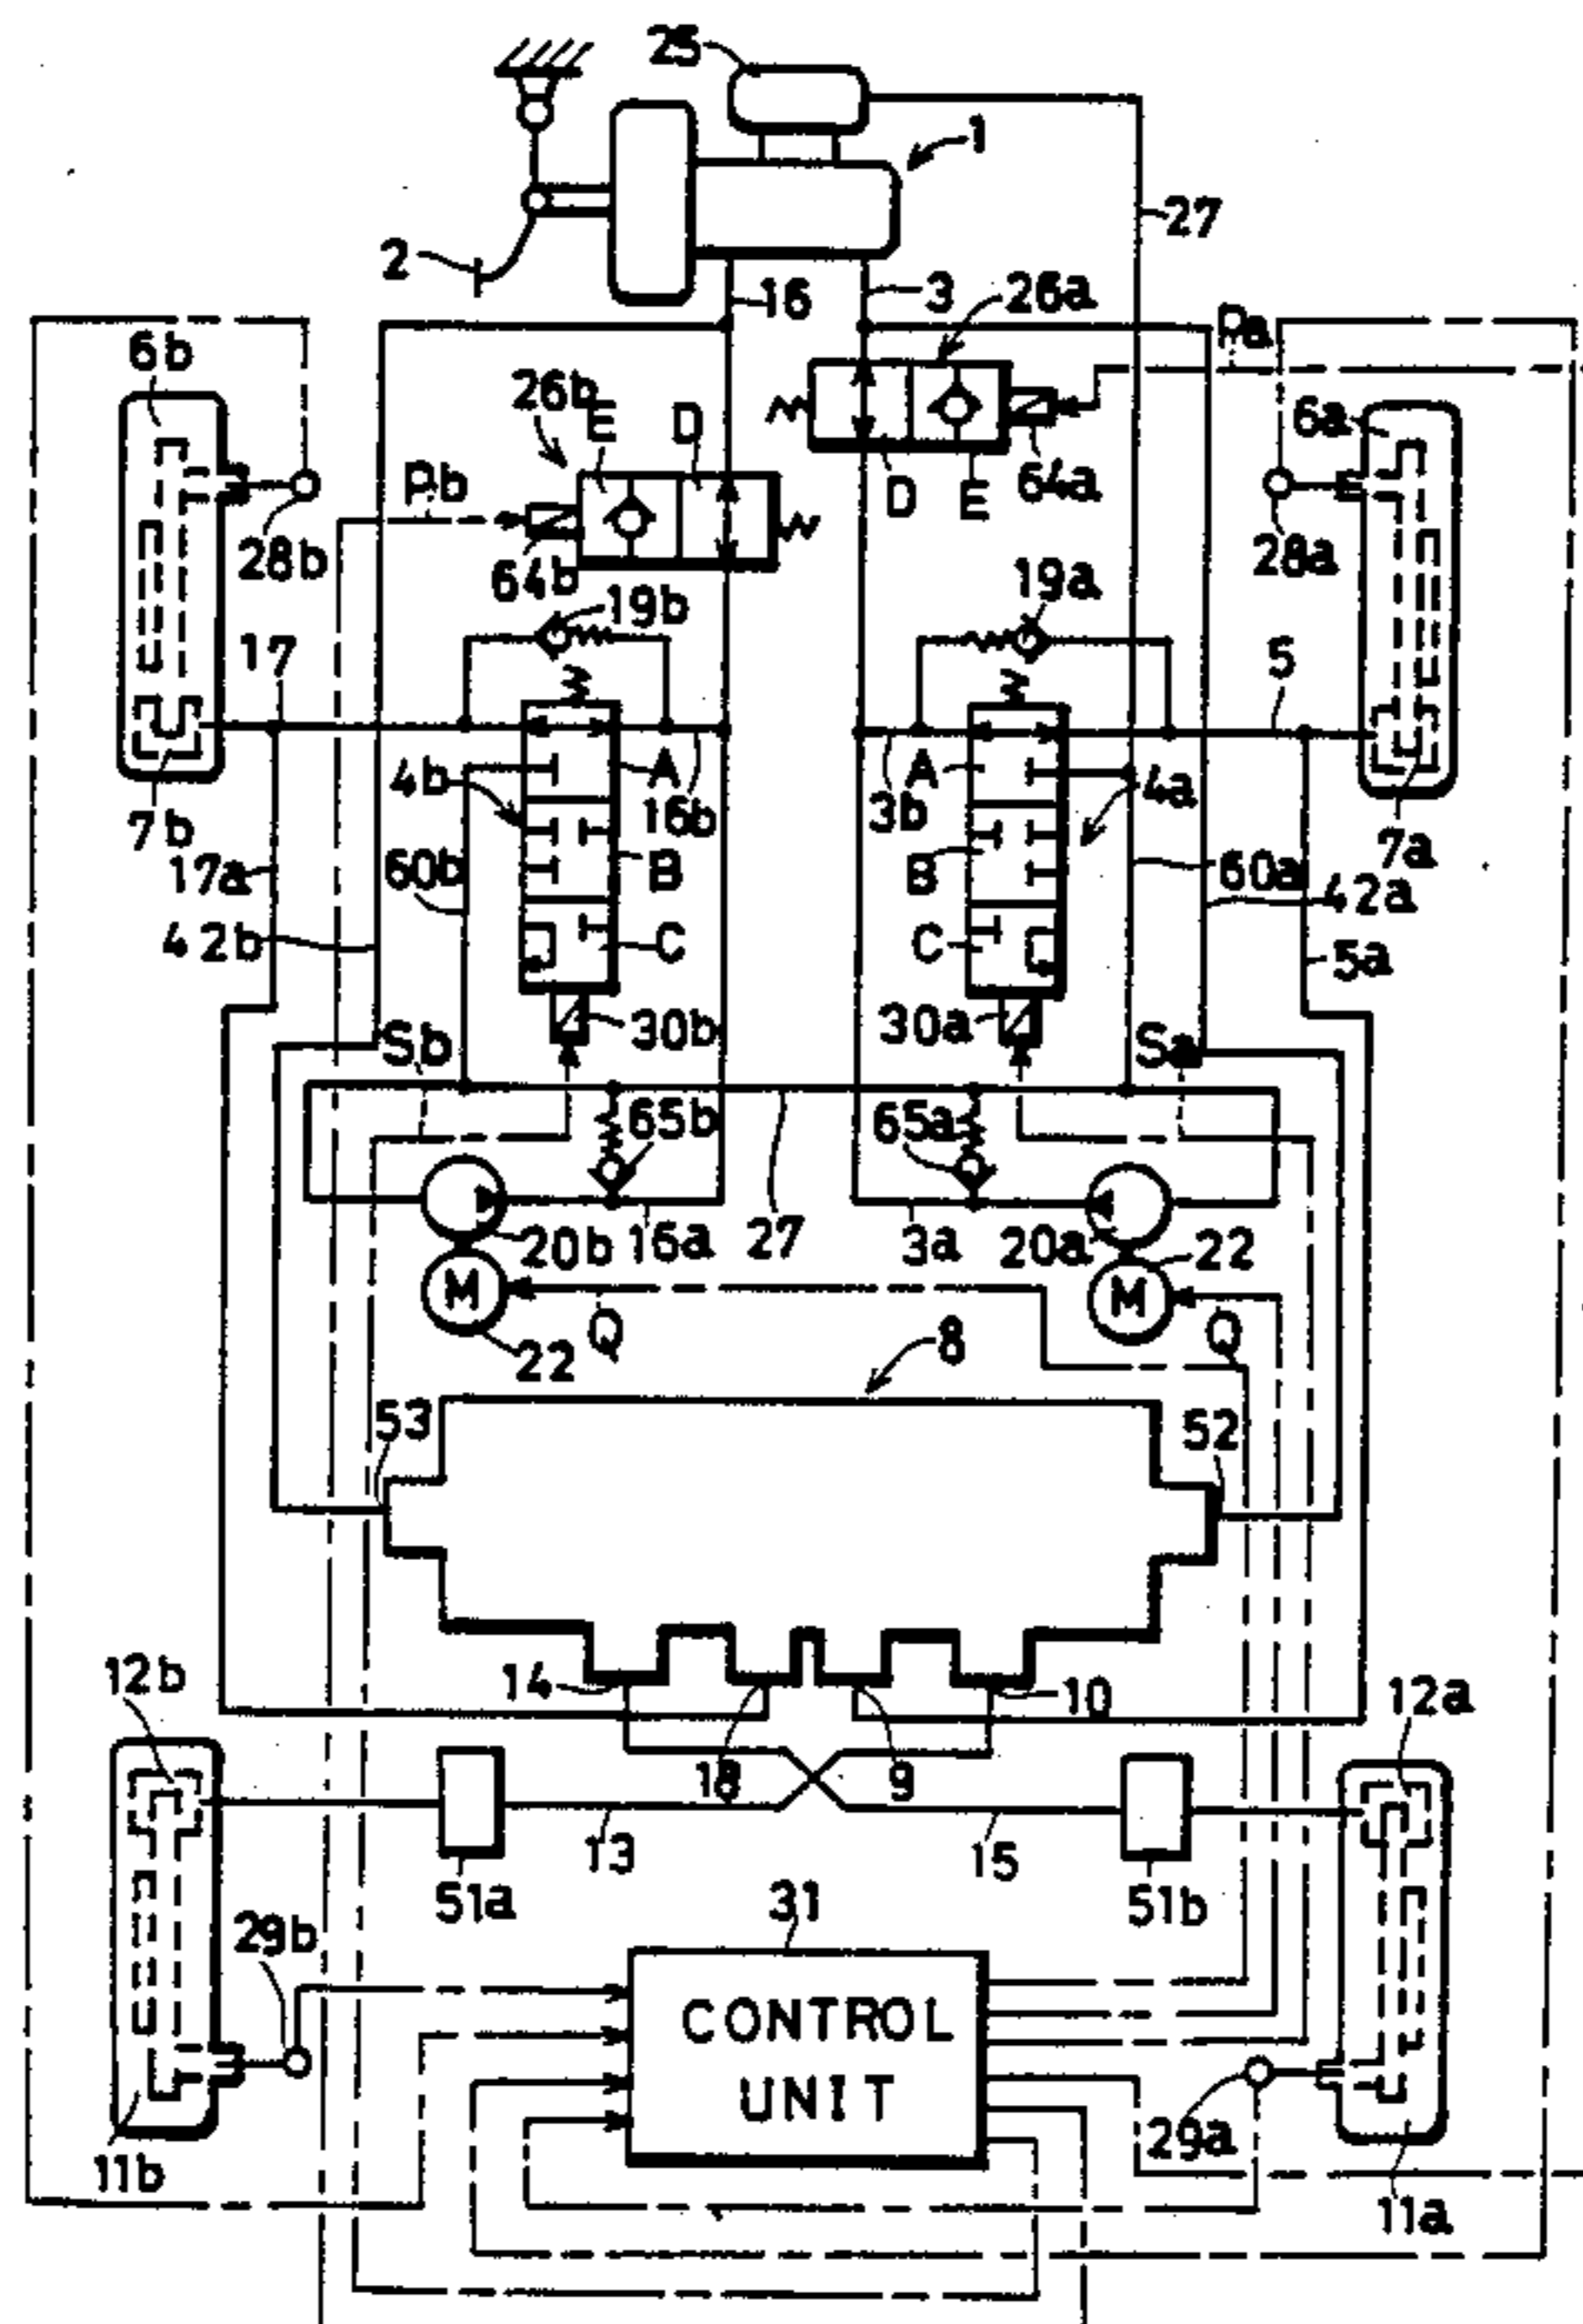 25
1
27
2
16
3
26a
Pa
6b
26b
E
D
6a
Pb
D
E
64a
28b
64b
28a
19b
19a
17
5
4b
A
A
4a
16b
3b
7b
7a
17a
60b
B
B
60a
42a
42b
C
C
5a
30b
30a
Sb
Sa
65b
65a
20b
16a
27
3a
20a
22
M
M
22
Q
Q
8
53
52
12b
14
10
12a
18
9
13
15
51a
31
51b
29b
CONTROL
UNIT
29a
11b
11a